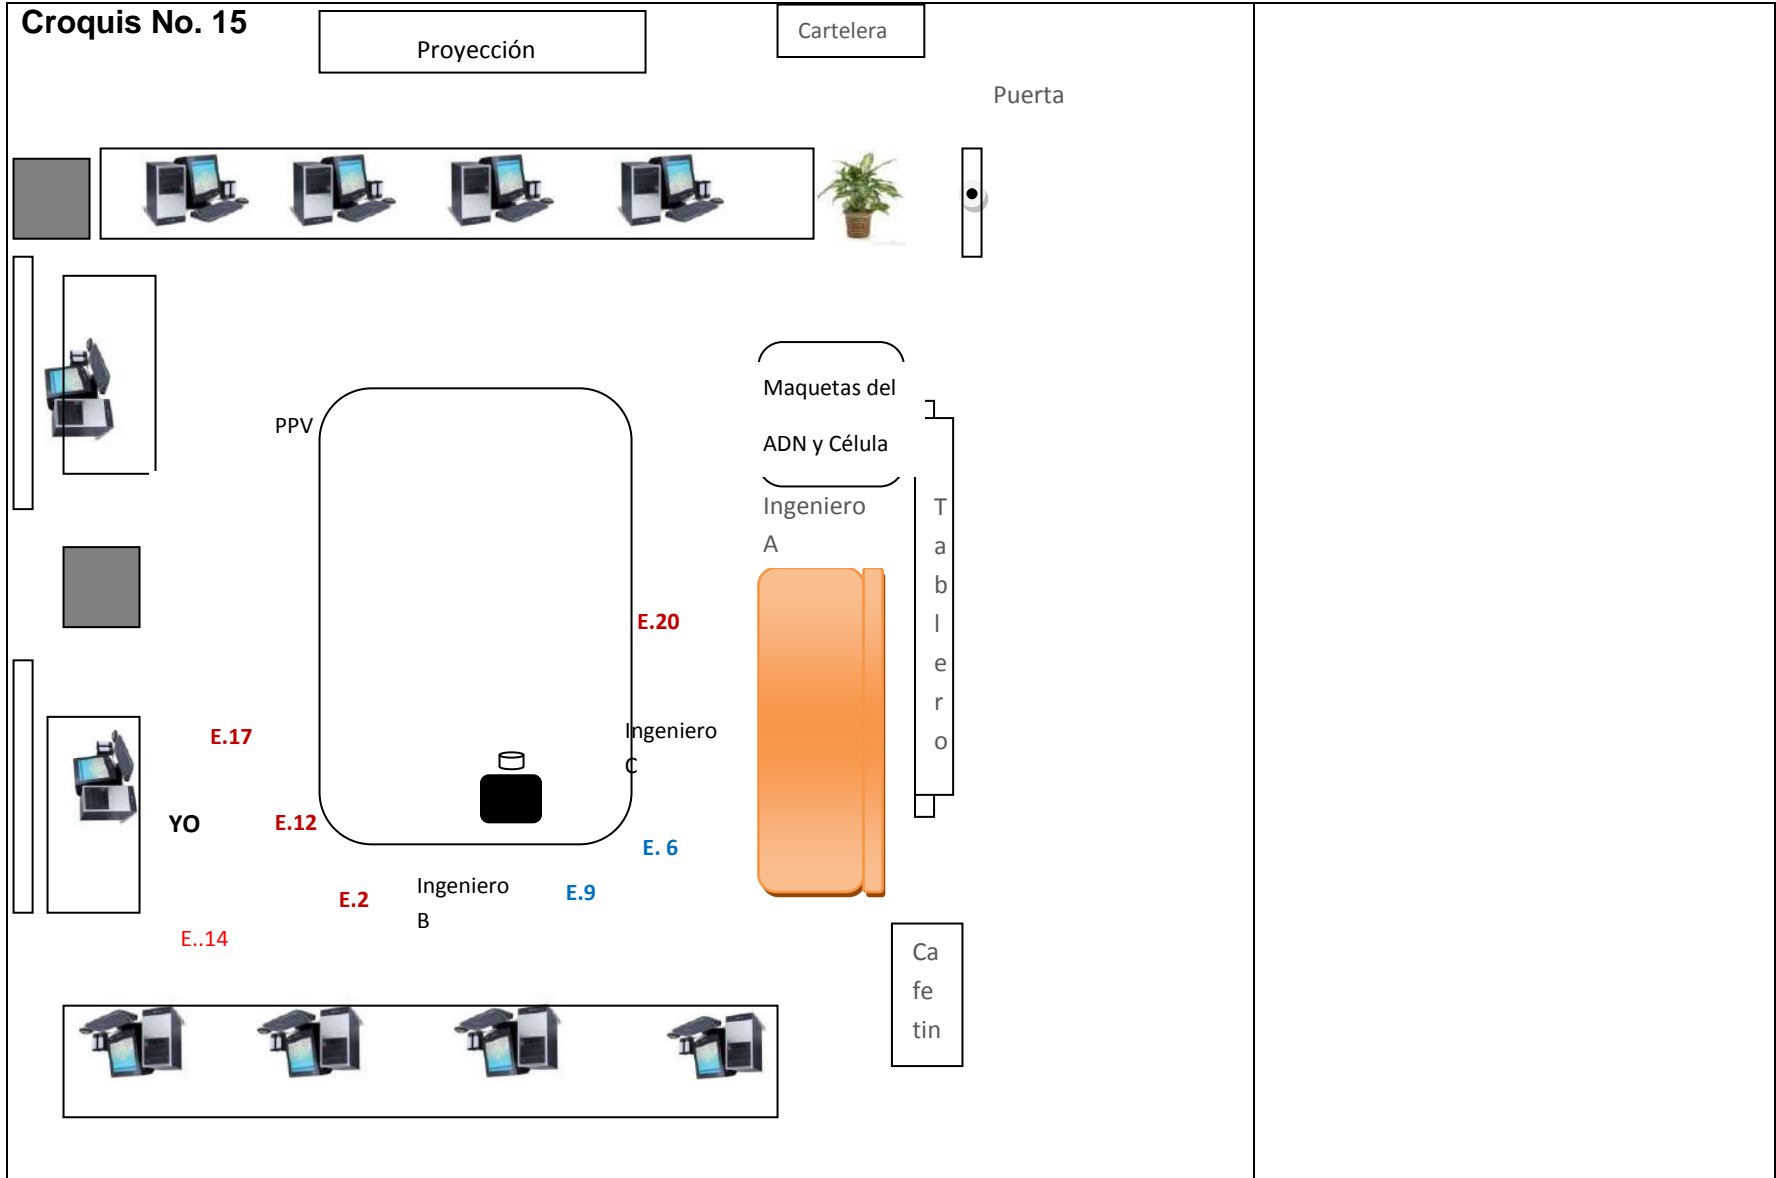 Croquis No. 15
Proyección
Cartelera
Puerta
Maquetas del
ADN y Célula
PPV
Ingeniero
A
T
a
b
l
e
r
o
E.20
E.17
Ingeniero
C
YO
E.12
E. 6
E.2
Ingeniero
B
E.9
E..14
Ca
fe
tin